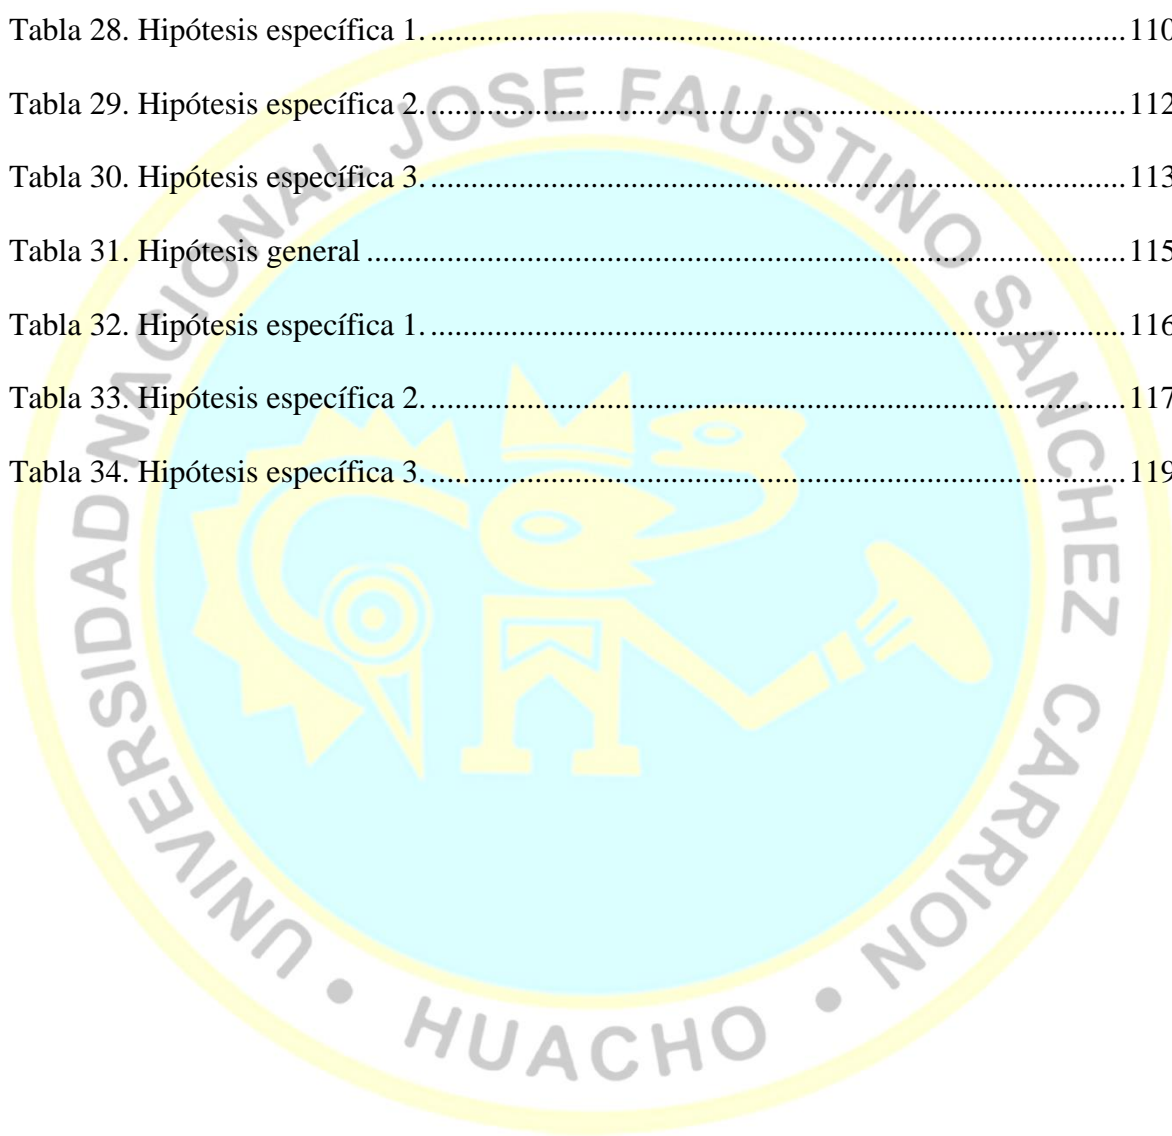 Tabla 28. Hipótesis específica 1. ........................................................................................ 110
Tabla 29. Hipótesis específica 2. ........................................................................................ 112
Tabla 30. Hipótesis específica 3. ........................................................................................ 113
Tabla 31. Hipótesis general ................................................................................................ 115
Tabla 32. Hipótesis específica 1. ........................................................................................ 116
Tabla 33. Hipótesis específica 2. ........................................................................................ 117
Tabla 34. Hipótesis específica 3. ........................................................................................ 119
UNIVERSIDAD NACIONAL JOSE FAUSTINO SANCHEZ CARRION • HUACHO •